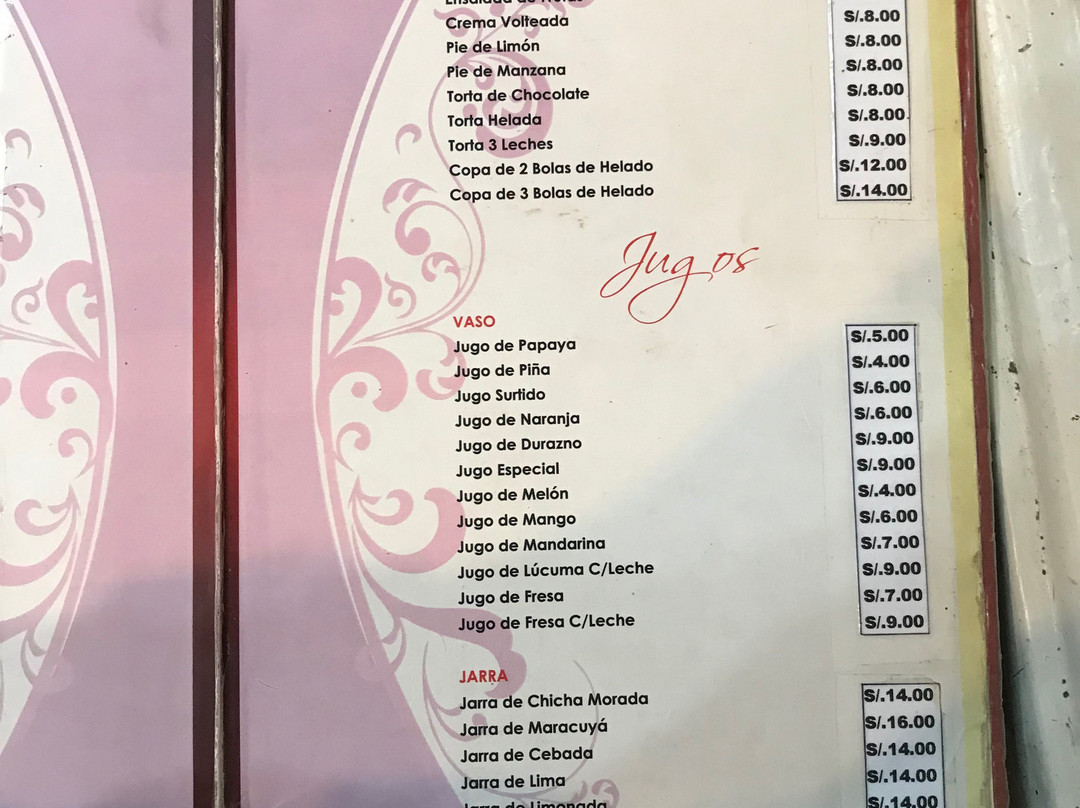 Ensalada de Frutas
Crema Volteada S/.8.00
Pie de Limón S/.8.00
Pie de Manzana S/.8.00
Torta de Chocolate S/.8.00
Torta Helada S/.8.00
Torta 3 Leches S/.9.00
Copa de 2 Bolas de Helado S/.12.00
Copa de 3 Bolas de Helado S/.14.00
Jugos
VASO
Jugo de Papaya S/.5.00
Jugo de Piña S/.4.00
Jugo Surtido S/.6.00
Jugo de Naranja S/.6.00
Jugo de Durazno S/.9.00
Jugo Especial S/.9.00
Jugo de Melón S/.4.00
Jugo de Mango S/.6.00
Jugo de Mandarina S/.7.00
Jugo de Lúcuma C/Leche S/.9.00
Jugo de Fresa S/.7.00
Jugo de Fresa C/Leche S/.9.00
JARRA
Jarra de Chicha Morada S/.14.00
Jarra de Maracuyá S/.16.00
Jarra de Cebada S/.14.00
Jarra de Lima S/.14.00
Jarra de Limonada S/.14.00